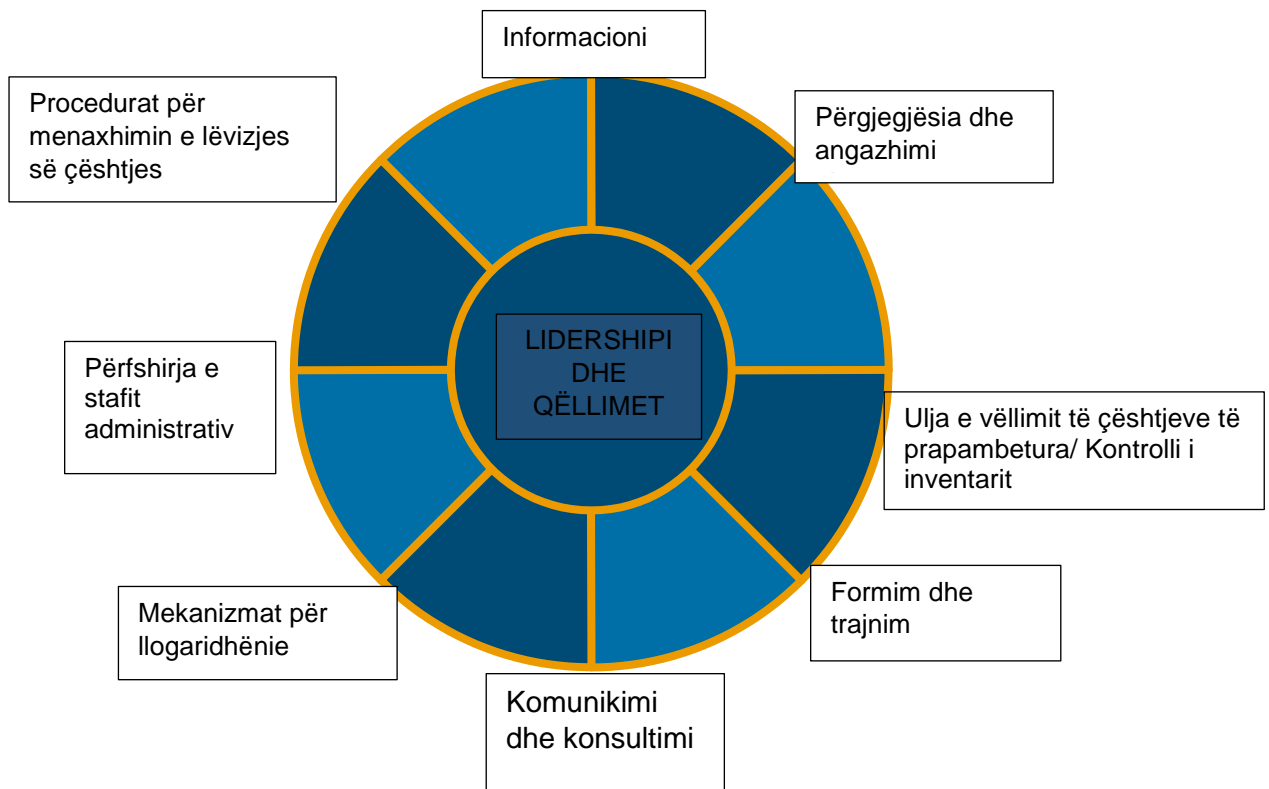 Informacioni
Procedurat për
menaxhimin e lëvizjes
së çështjes
Përgjegjësia dhe
angazhimi
LIDERSHIPI
DHE
QËLLIMET
Përfshirja e
stafit
administrativ
Ulja e vëllimit të çështjeve të
prapambetura/ Kontrolli i
inventarit
Mekanizmat për
llogaridhënie
Formim dhe
trajnim
Komunikimi
dhe konsultimi